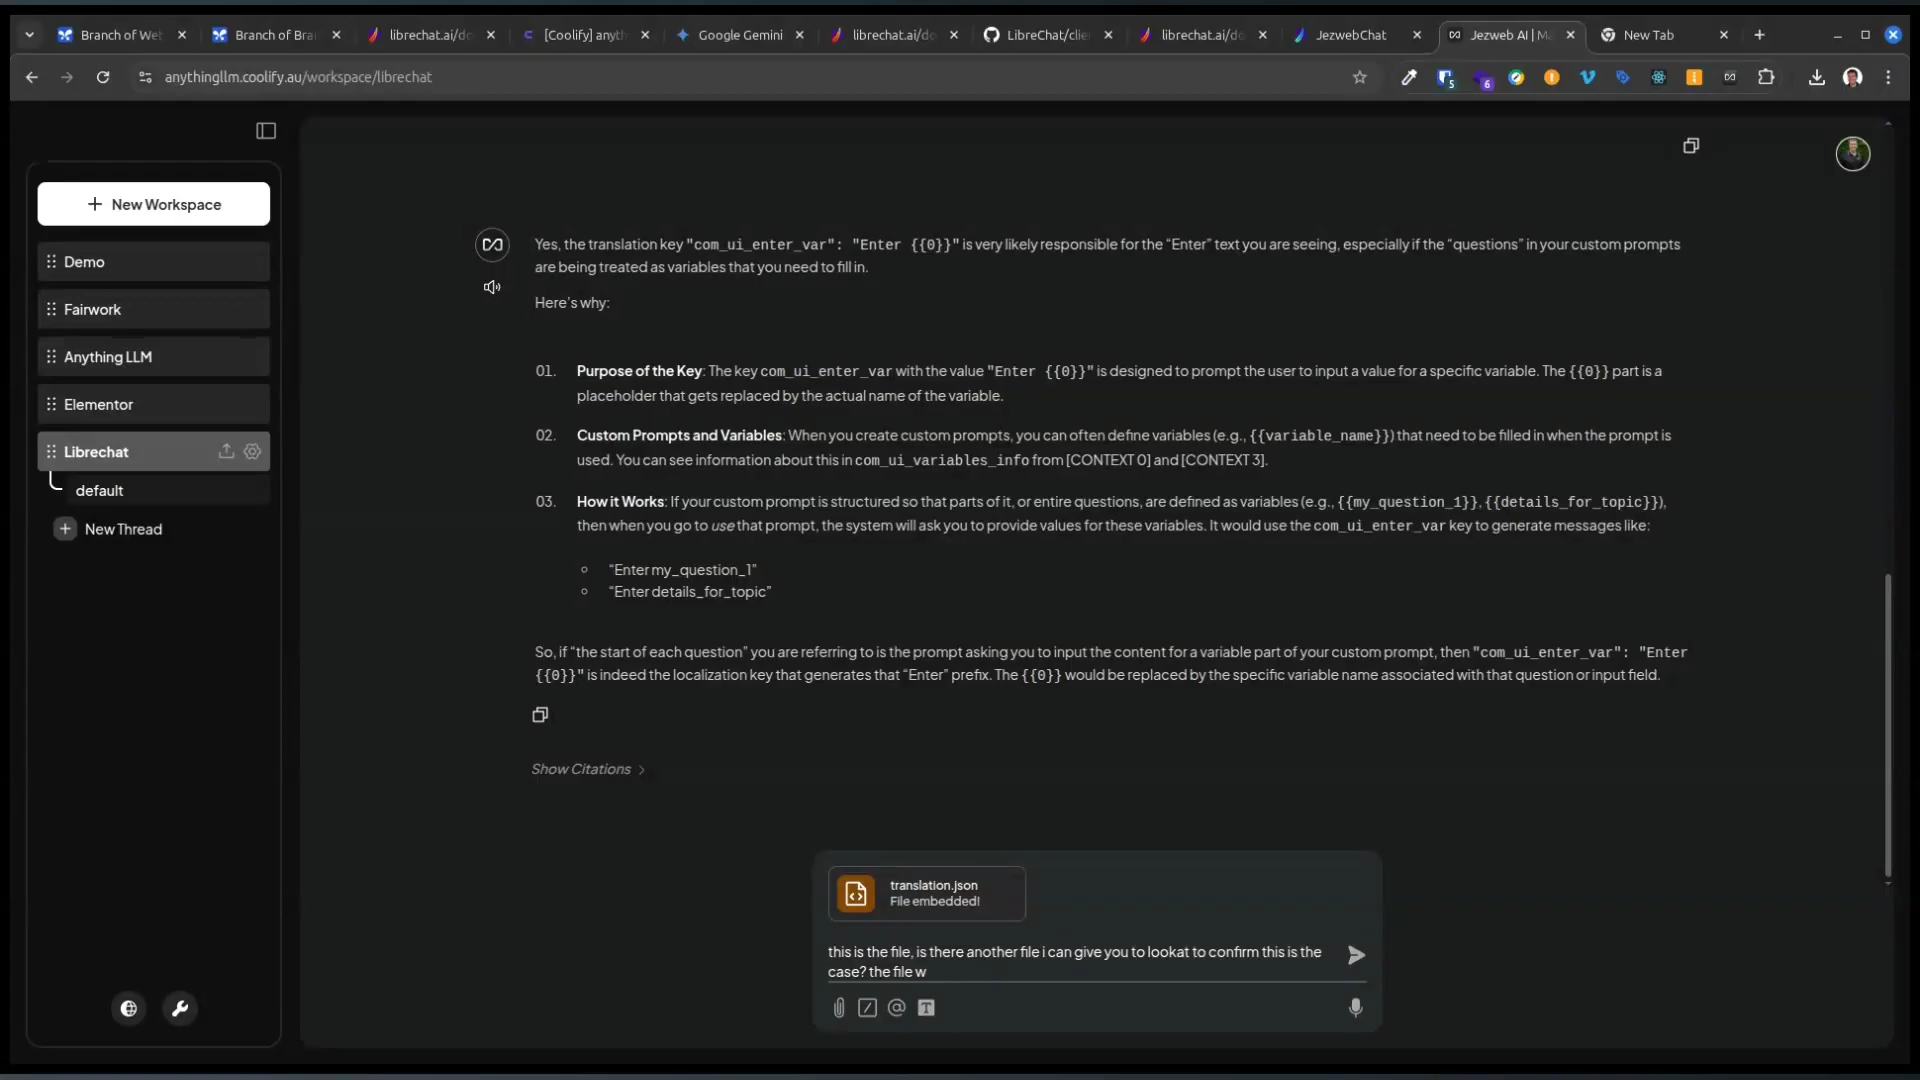 Branch of Wet
Branch of Bra
librechat.ai/do
[Coolify] anyth
Google Gemini
librechat.ai/do
LibreChat/clie
librechat.ai/do
JezwebChat
Jezweb AI | M
New Tab
anythingllm.coolify.au/workspace/librechat
5
6
New Workspace
Demo
Fairwork
Anything LLM
Elementor
Librechat
default
New Thread
Yes, the translation key "com_ui_enter_var": "Enter {{0}}" is very likely responsible for the “Enter” text you are seeing, especially if the “questions” in your custom prompts
are being treated as variables that you need to fill in.
Here’s why:
01. Purpose of the Key: The key com_ui_enter_var with the value "Enter {{0}}" is designed to prompt the user to input a value for a specific variable. The {{0}} part is a
placeholder that gets replaced by the actual name of the variable.
02. Custom Prompts and Variables: When you create custom prompts, you can often define variables (e.g., {{variable_name}}) that need to be filled in when the prompt is
used. You can see information about this in com_ui_variables_info from [CONTEXT 0] and [CONTEXT 3].
03. How it Works: If your custom prompt is structured so that parts of it, or entire questions, are defined as variables (e.g., {{my_question_1}}, {{details_for_topic}}),
then when you go to use that prompt, the system will ask you to provide values for these variables. It would use the com_ui_enter_var key to generate messages like:
“Enter my_question_1”
“Enter details_for_topic”
So, if “the start of each question” you are referring to is the prompt asking you to input the content for a variable part of your custom prompt, then "com_ui_enter_var": "Enter
{{0}}" is indeed the localization key that generates that “Enter” prefix. The {{0}} would be replaced by the specific variable name associated with that question or input field.
Show Citations
translation.json
File embedded!
this is the file, is there another file i can give you to lookat to confirm this is the
case? the file w